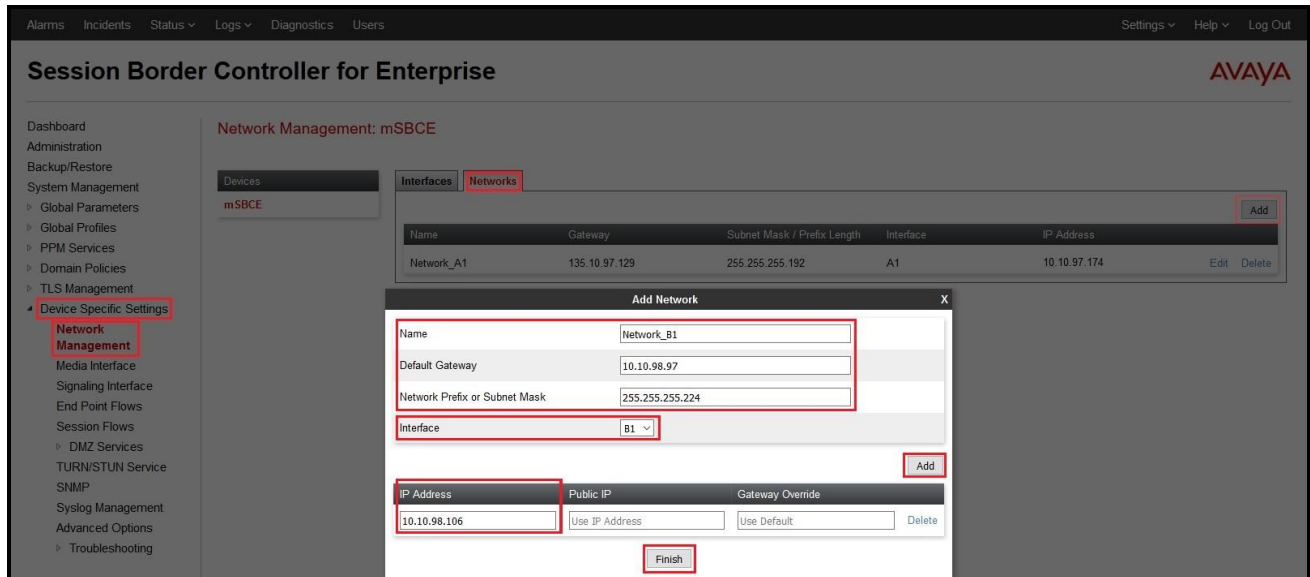 Alarms Incidents Status Logs Diagnostics Users Settings Help Log Out
Session Border Controller for Enterprise
AVAYA
Dashboard
Administration
Backup/Restore
System Management
Global Parameters
Global Profiles
PPM Services
Domain Policies
TLS Management
Device Specific Settings
Network
Management
Media Interface
Signaling Interface
End Point Flows
Session Flows
DMZ Services
TURN/STUN Service
SNMP
Syslog Management
Advanced Options
Troubleshooting
Network Management: mSBCE
Devices
mSBCE
Interfaces Networks
Add
Name Gateway Subnet Mask / Prefix Length Interface IP Address
Network_A1 135.10.97.129 255.255.255.192 A1 10.10.97.174 Edit Delete
Add Network X
Name Network_B1
Default Gateway 10.10.98.97
Network Prefix or Subnet Mask 255.255.255.224
Interface B1
Add
IP Address Public IP Gateway Override
10.10.98.106 Use IP Address Use Default Delete
Finish